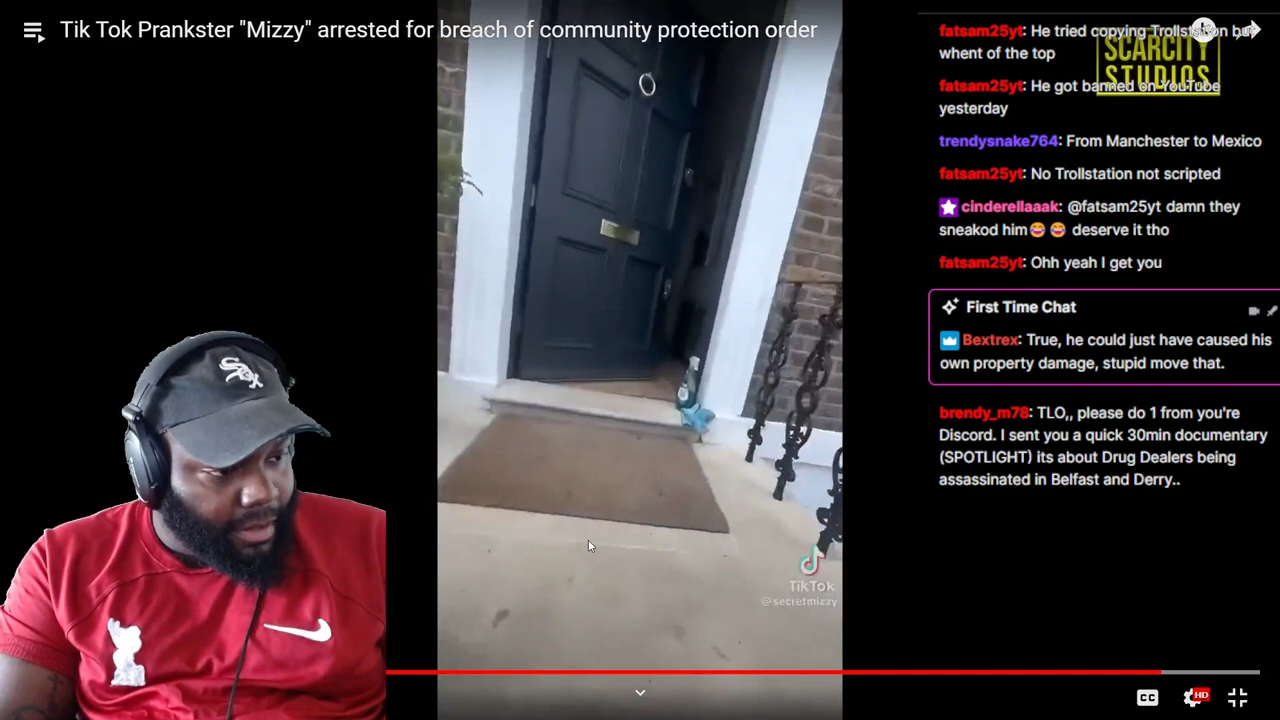 Tik Tok Prankster "Mizzy" arrested for breach of community protection order
fatsam25yt: He tried copying Trollstation but
whent of the top
SCARCITY
STUDIOS
fatsam25yt: He got banned on YouTube
yesterday
trendysnake764: From Manchester to Mexico
fatsam25yt: No Trollstation not scripted
cinderellaaak: @fatsam25yt damn they
sneakod him😂 😂 deserve it tho
fatsam25yt: Ohh yeah I get you
First Time Chat
Bextrex: True, he could just have caused his
own property damage, stupid move that.
brendy_m78: TLO,, please do 1 from you're
Discord. I sent you a quick 30min documentary
(SPOTLIGHT) its about Drug Dealers being
assassinated in Belfast and Derry..
Sox
TikTok
@secretmizzy
CC
HD